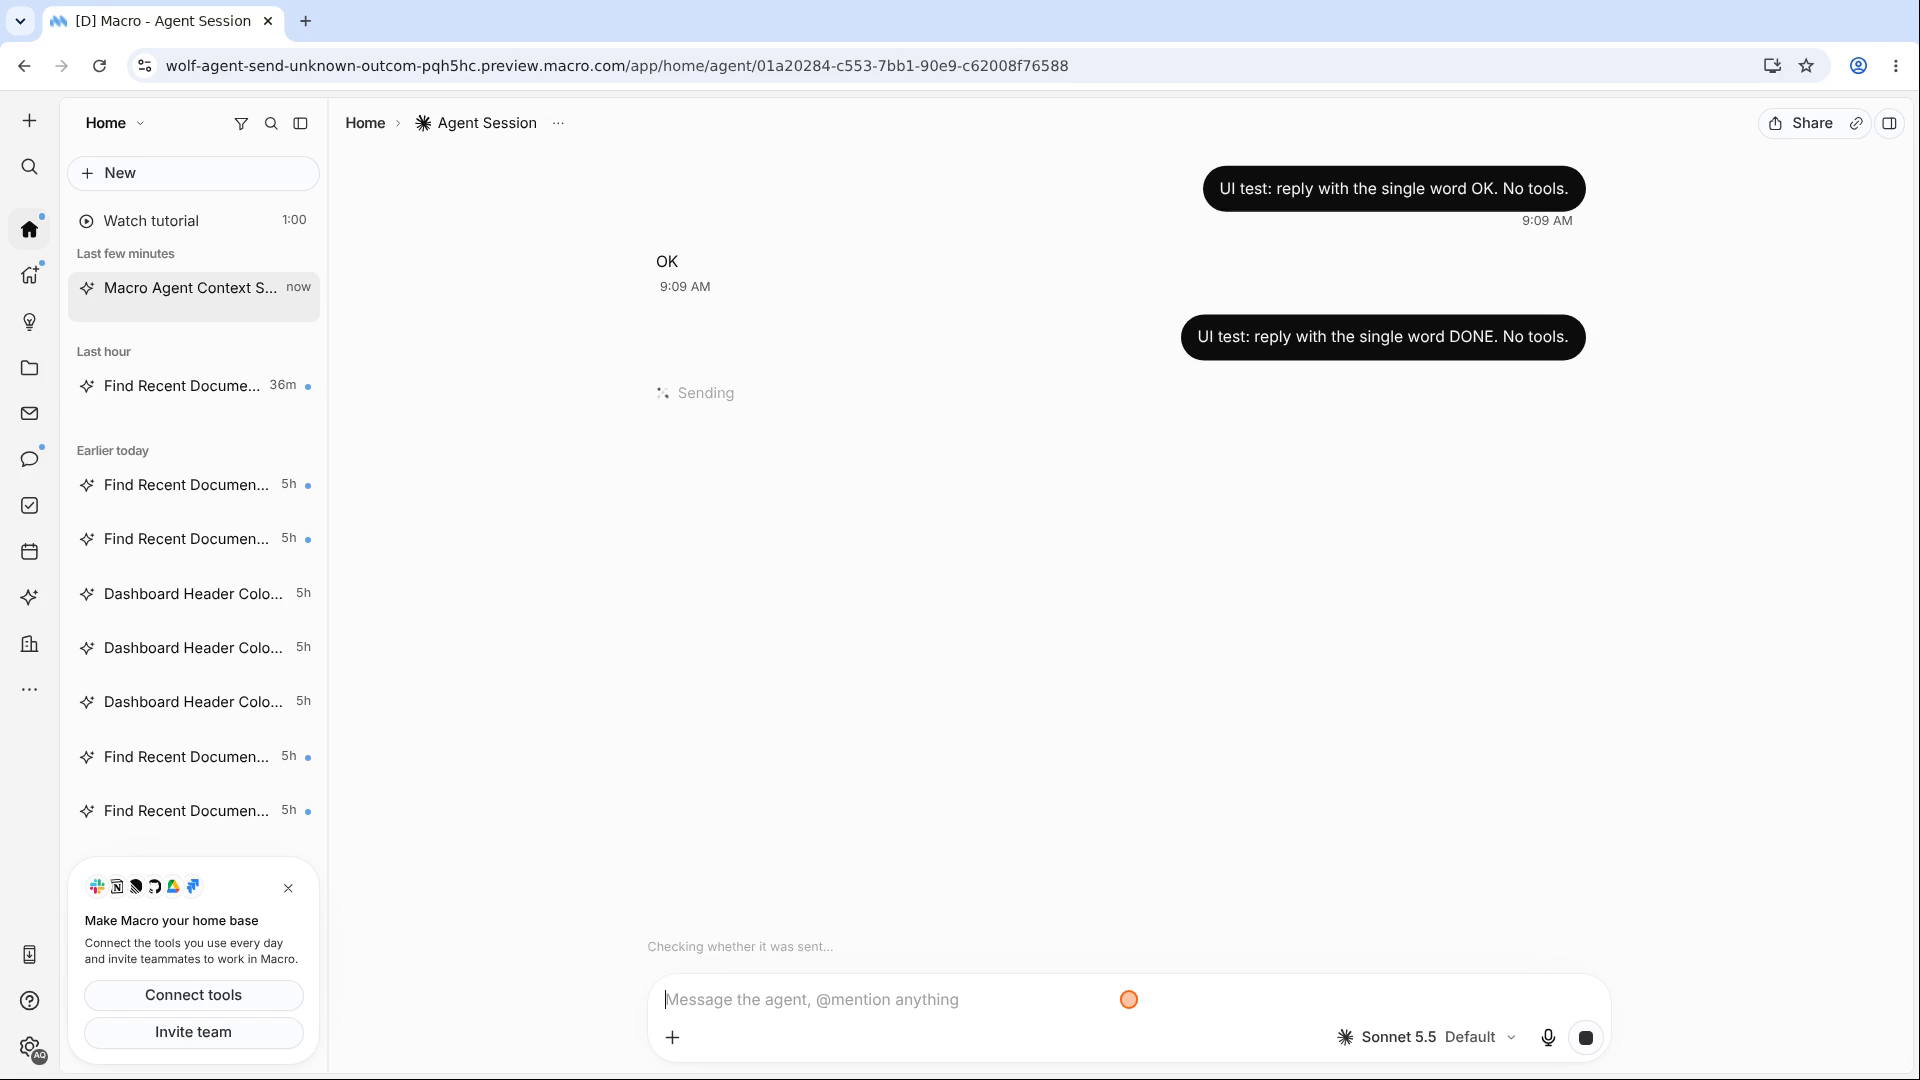 [D] Macro - Agent Session
wolf-agent-send-unknown-outcom-pqh5hc.preview.macro.com/app/home/agent/01a20284-c553-7bb1-90e9-c62008f76588
Home
Home
Agent Session
Share
New
Watch tutorial 1:00
Last few minutes
Macro Agent Context S... now
Last hour
Find Recent Docume... 36m
Earlier today
Find Recent Documen... 5h
Find Recent Documen... 5h
Dashboard Header Colo... 5h
Dashboard Header Colo... 5h
Dashboard Header Colo... 5h
Find Recent Documen... 5h
Find Recent Documen... 5h
Make Macro your home base
Connect the tools you use every day
and invite teammates to work in Macro.
Connect tools
Invite team
AQ
UI test: reply with the single word OK. No tools.
9:09 AM
OK
9:09 AM
UI test: reply with the single word DONE. No tools.
Sending
Checking whether it was sent...
Message the agent, @mention anything
Sonnet 5.5 Default